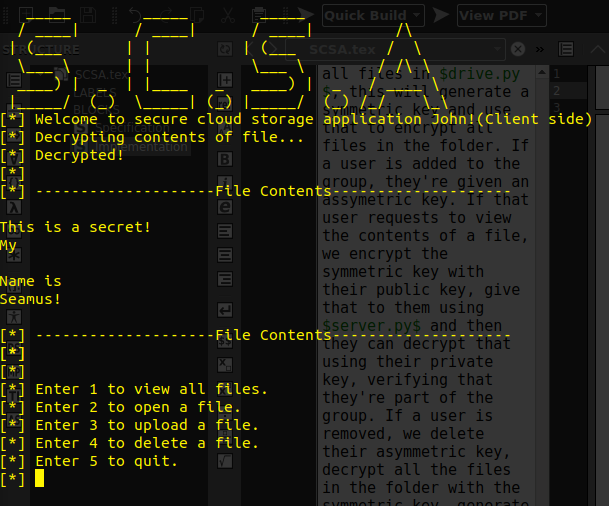 Quick Build
View PDF
STRUCTURE
SCSA.tex
S.C.S.A
SCSA.tex
LABELS
[*] Welcome to secure cloud storage application John!(Client side)
[*] Decrypting contents of file...
[*] Decrypted!
[*]
[*] --------------------File Contents--------------------
This is a secret!
My
Name is
Seamus!
[*] --------------------File Contents--------------------
[*]
[*]
[*] Enter 1 to view all files.
[*] Enter 2 to open a file.
[*] Enter 3 to upload a file.
[*] Enter 4 to delete a file.
[*] Enter 5 to quit.
[*]
Implementation
1
2
all files in $drive.py
$, this will generate a
symmetric key and use
that to encrypt all
files in the folder. If
a user is added to the
group, they're given an
assymetric key. If that
user requests to view
the contents of a file,
we encrypt the
symmetric key with
their public key, give
that to them using
$server.py$ and then
they can decrypt that
using their private
key, verifying that
they're part of the
group. If a user is
removed, we delete
their asymmetric key,
decrypt all the files
in the folder with the
symmetric key, generate